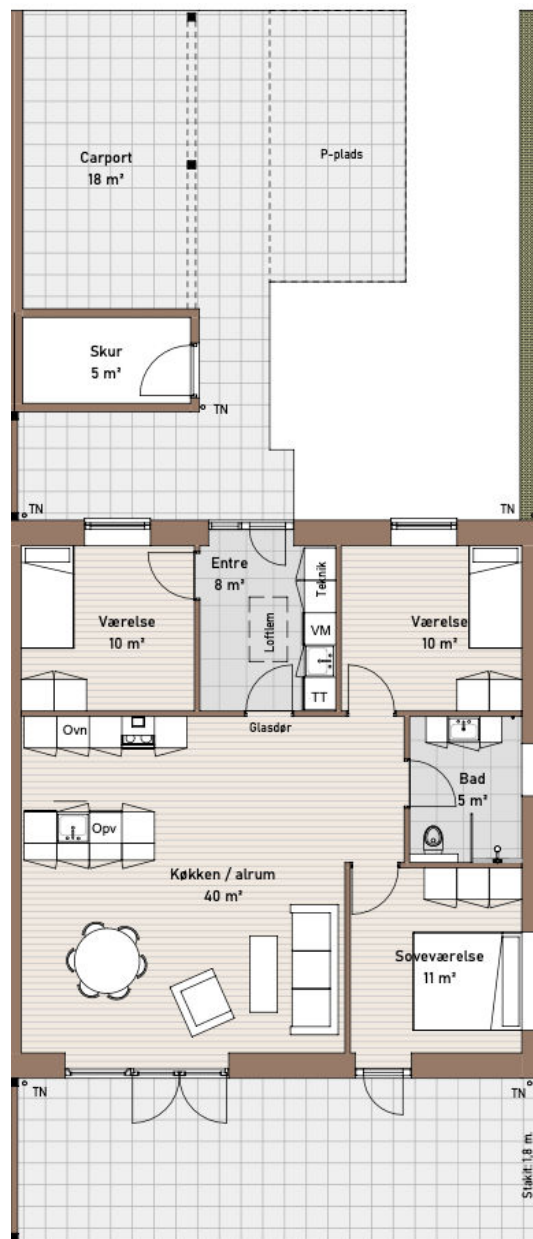 Carport
18 m²
P-plads
Skur
5 m²
TN
TN
TN
Entre
8 m²
Teknik
Loftlem
VM
TT
Værelse
10 m²
Værelse
10 m²
Glasdør
Ovn
Opv
Bad
5 m²
Køkken / alrum
40 m²
Soveværelse
11 m²
TN
TN
Stakit: 1,8 m.